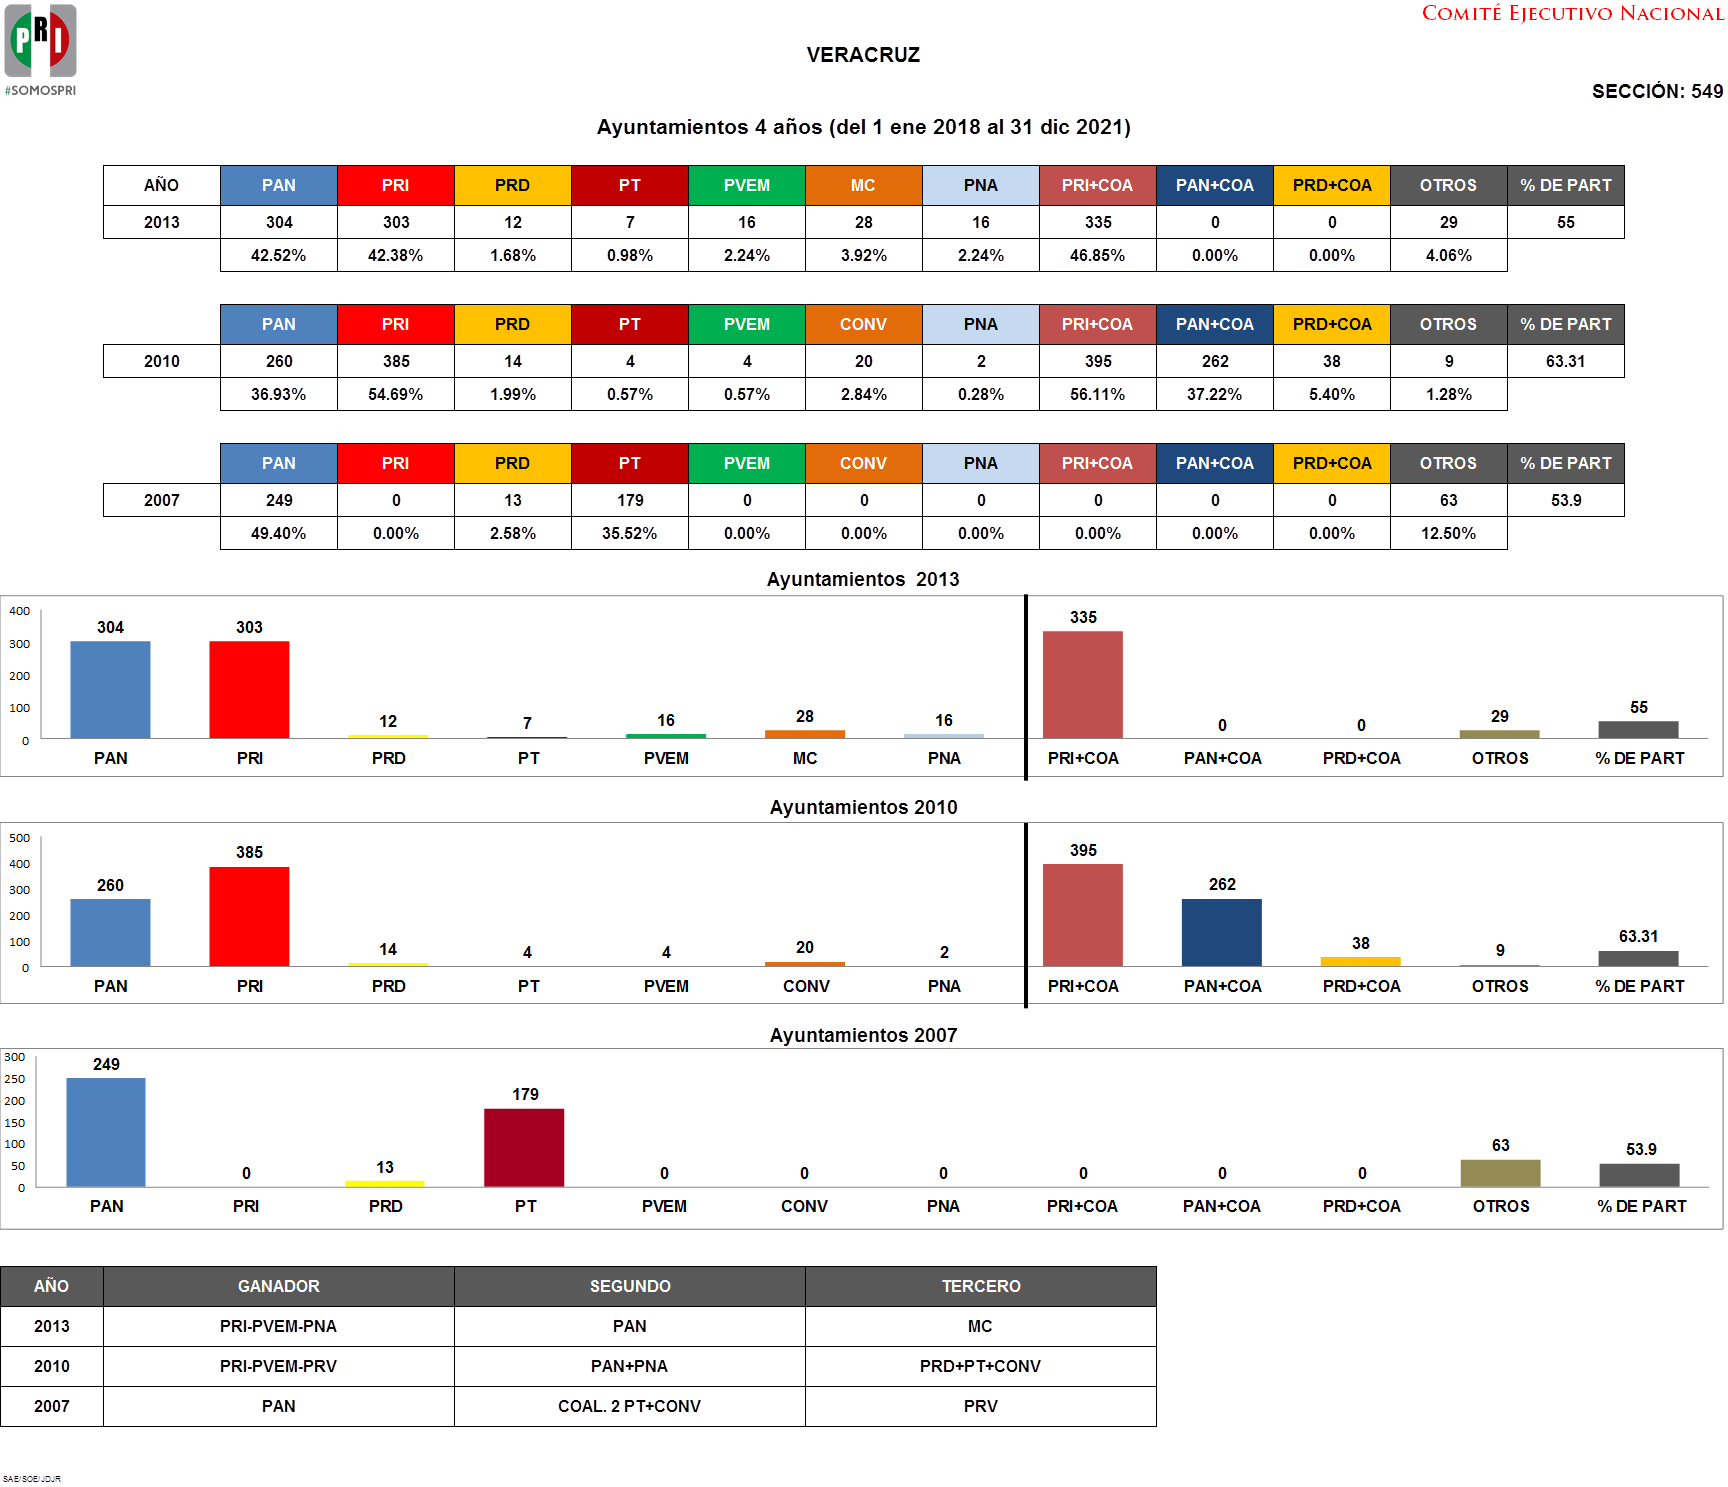 COMITÉ EJECUTIVO NACIONAL
PRI
#SOMOSPRI
VERACRUZ
SECCIÓN: 549
Ayuntamientos 4 años (del 1 ene 2018 al 31 dic 2021)
AÑO PAN PRI PRD PT PVEM MC PNA PRI+COA PAN+COA PRD+COA OTROS % DE PART
2013 304 303 12 7 16 28 16 335 0 0 29 55
42.52% 42.38% 1.68% 0.98% 2.24% 3.92% 2.24% 46.85% 0.00% 0.00% 4.06%
PAN PRI PRD PT PVEM CONV PNA PRI+COA PAN+COA PRD+COA OTROS % DE PART
2010 260 385 14 4 4 20 2 395 262 38 9 63.31
36.93% 54.69% 1.99% 0.57% 0.57% 2.84% 0.28% 56.11% 37.22% 5.40% 1.28%
PAN PRI PRD PT PVEM CONV PNA PRI+COA PAN+COA PRD+COA OTROS % DE PART
2007 249 0 13 179 0 0 0 0 0 0 63 53.9
49.40% 0.00% 2.58% 35.52% 0.00% 0.00% 0.00% 0.00% 0.00% 0.00% 12.50%
Ayuntamientos 2013
400
300
200
100
0
304 303 12 7 16 28 16 335 0 0 29 55
PAN PRI PRD PT PVEM MC PNA PRI+COA PAN+COA PRD+COA OTROS % DE PART
Ayuntamientos 2010
500
400
300
200
100
0
260 385 14 4 4 20 2 395 262 38 9 63.31
PAN PRI PRD PT PVEM CONV PNA PRI+COA PAN+COA PRD+COA OTROS % DE PART
Ayuntamientos 2007
300
250
200
150
100
50
0
249 0 13 179 0 0 0 0 0 0 63 53.9
PAN PRI PRD PT PVEM CONV PNA PRI+COA PAN+COA PRD+COA OTROS % DE PART
AÑO GANADOR SEGUNDO TERCERO
2013 PRI-PVEM-PNA PAN MC
2010 PRI-PVEM-PRV PAN+PNA PRD+PT+CONV
2007 PAN COAL. 2 PT+CONV PRV
SAE/SOE/JDJR